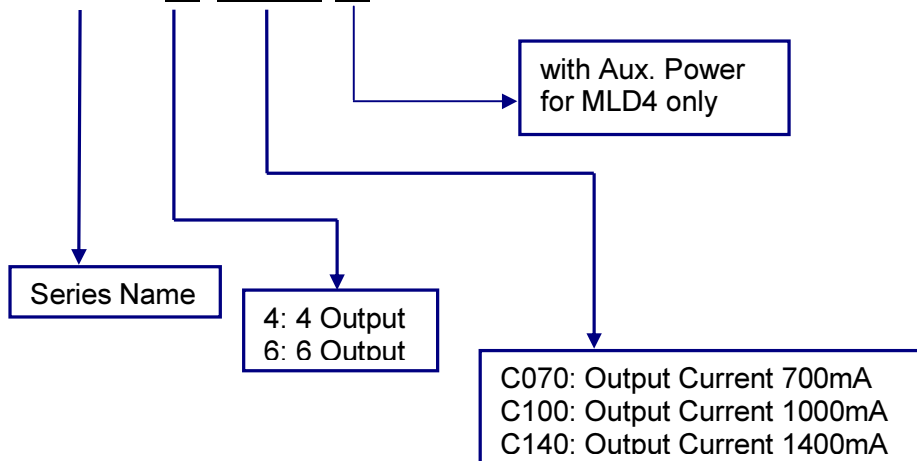 with Aux. Power
for MLD4 only
Series Name
4: 4 Output
6: 6 Output
C070: Output Current 700mA
C100: Output Current 1000mA
C140: Output Current 1400mA